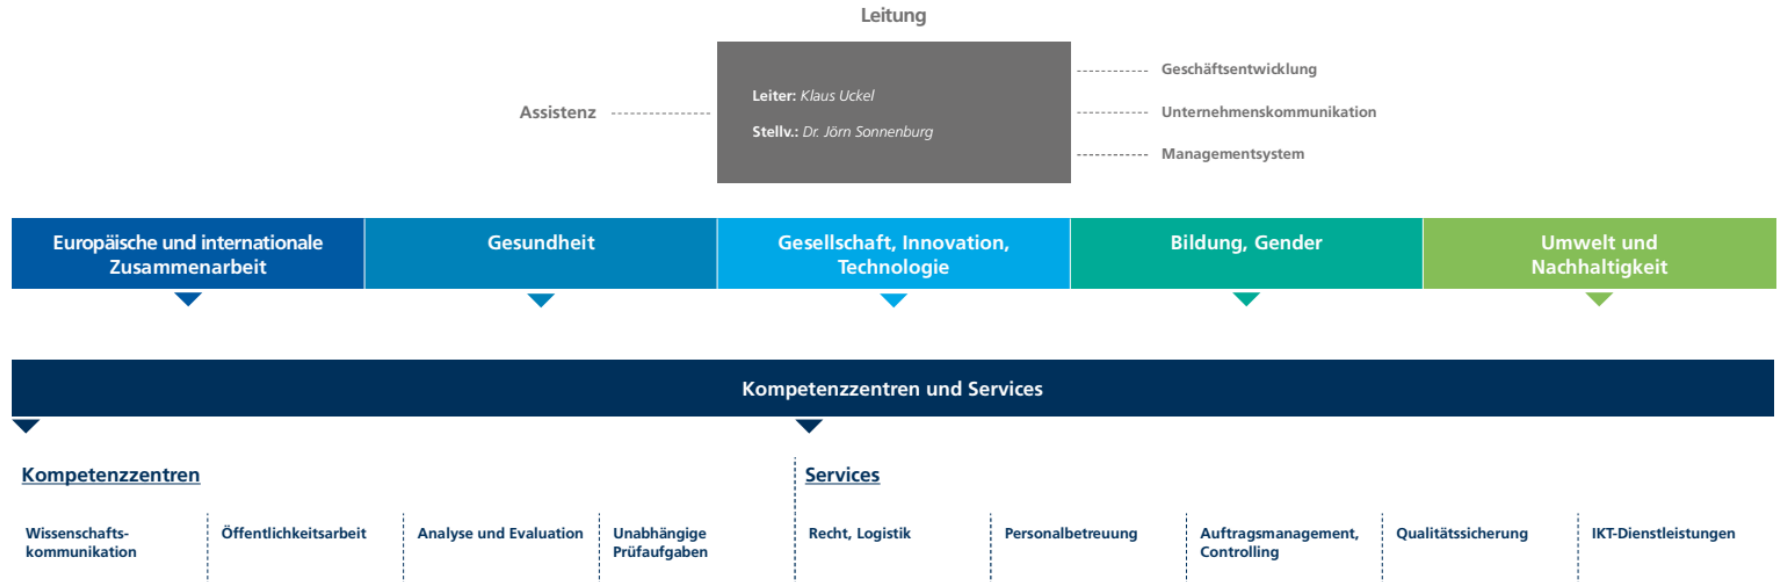 Leitung
Assistenz
Leiter: Klaus Uckel
Stellv.: Dr. Jörn Sonnenburg
Geschäftsentwicklung
Unternehmenskommunikation
Managementsystem
Europäische und internationale
Zusammenarbeit
Gesundheit
Gesellschaft, Innovation,
Technologie
Bildung, Gender
Umwelt und
Nachhaltigkeit
Kompetenzzentren und Services
Kompetenzzentren
Wissenschafts-
kommunikation
Öffentlichkeitsarbeit
Analyse und Evaluation
Unabhängige
Prüfaufgaben
Services
Recht, Logistik
Personalbetreuung
Auftragsmanagement,
Controlling
Qualitätssicherung
IKT-Dienstleistungen